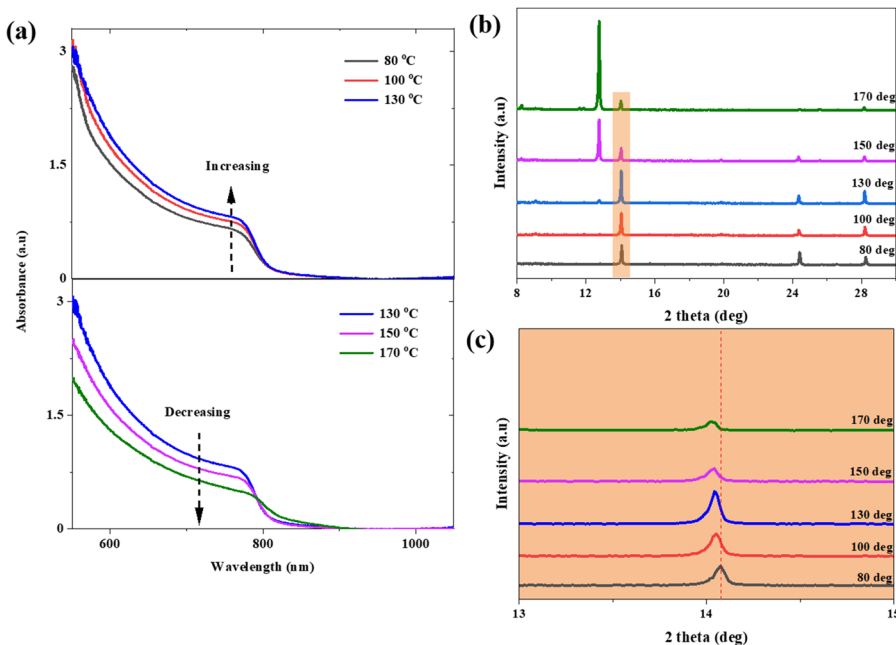 (a)
3
1.5
0
80 °C
100 °C
130 °C
Increasing
3
1.5
0
130 °C
150 °C
170 °C
Decreasing
600
800
1000
Absorbance (a.u)
Wavelength (nm)
(b)
170 deg
150 deg
130 deg
100 deg
80 deg
8
12
16
20
24
28
Intensity (a.u)
2 theta (deg)
(c)
170 deg
150 deg
130 deg
100 deg
80 deg
13
14
15
Intensity (a.u)
2 theta (deg)